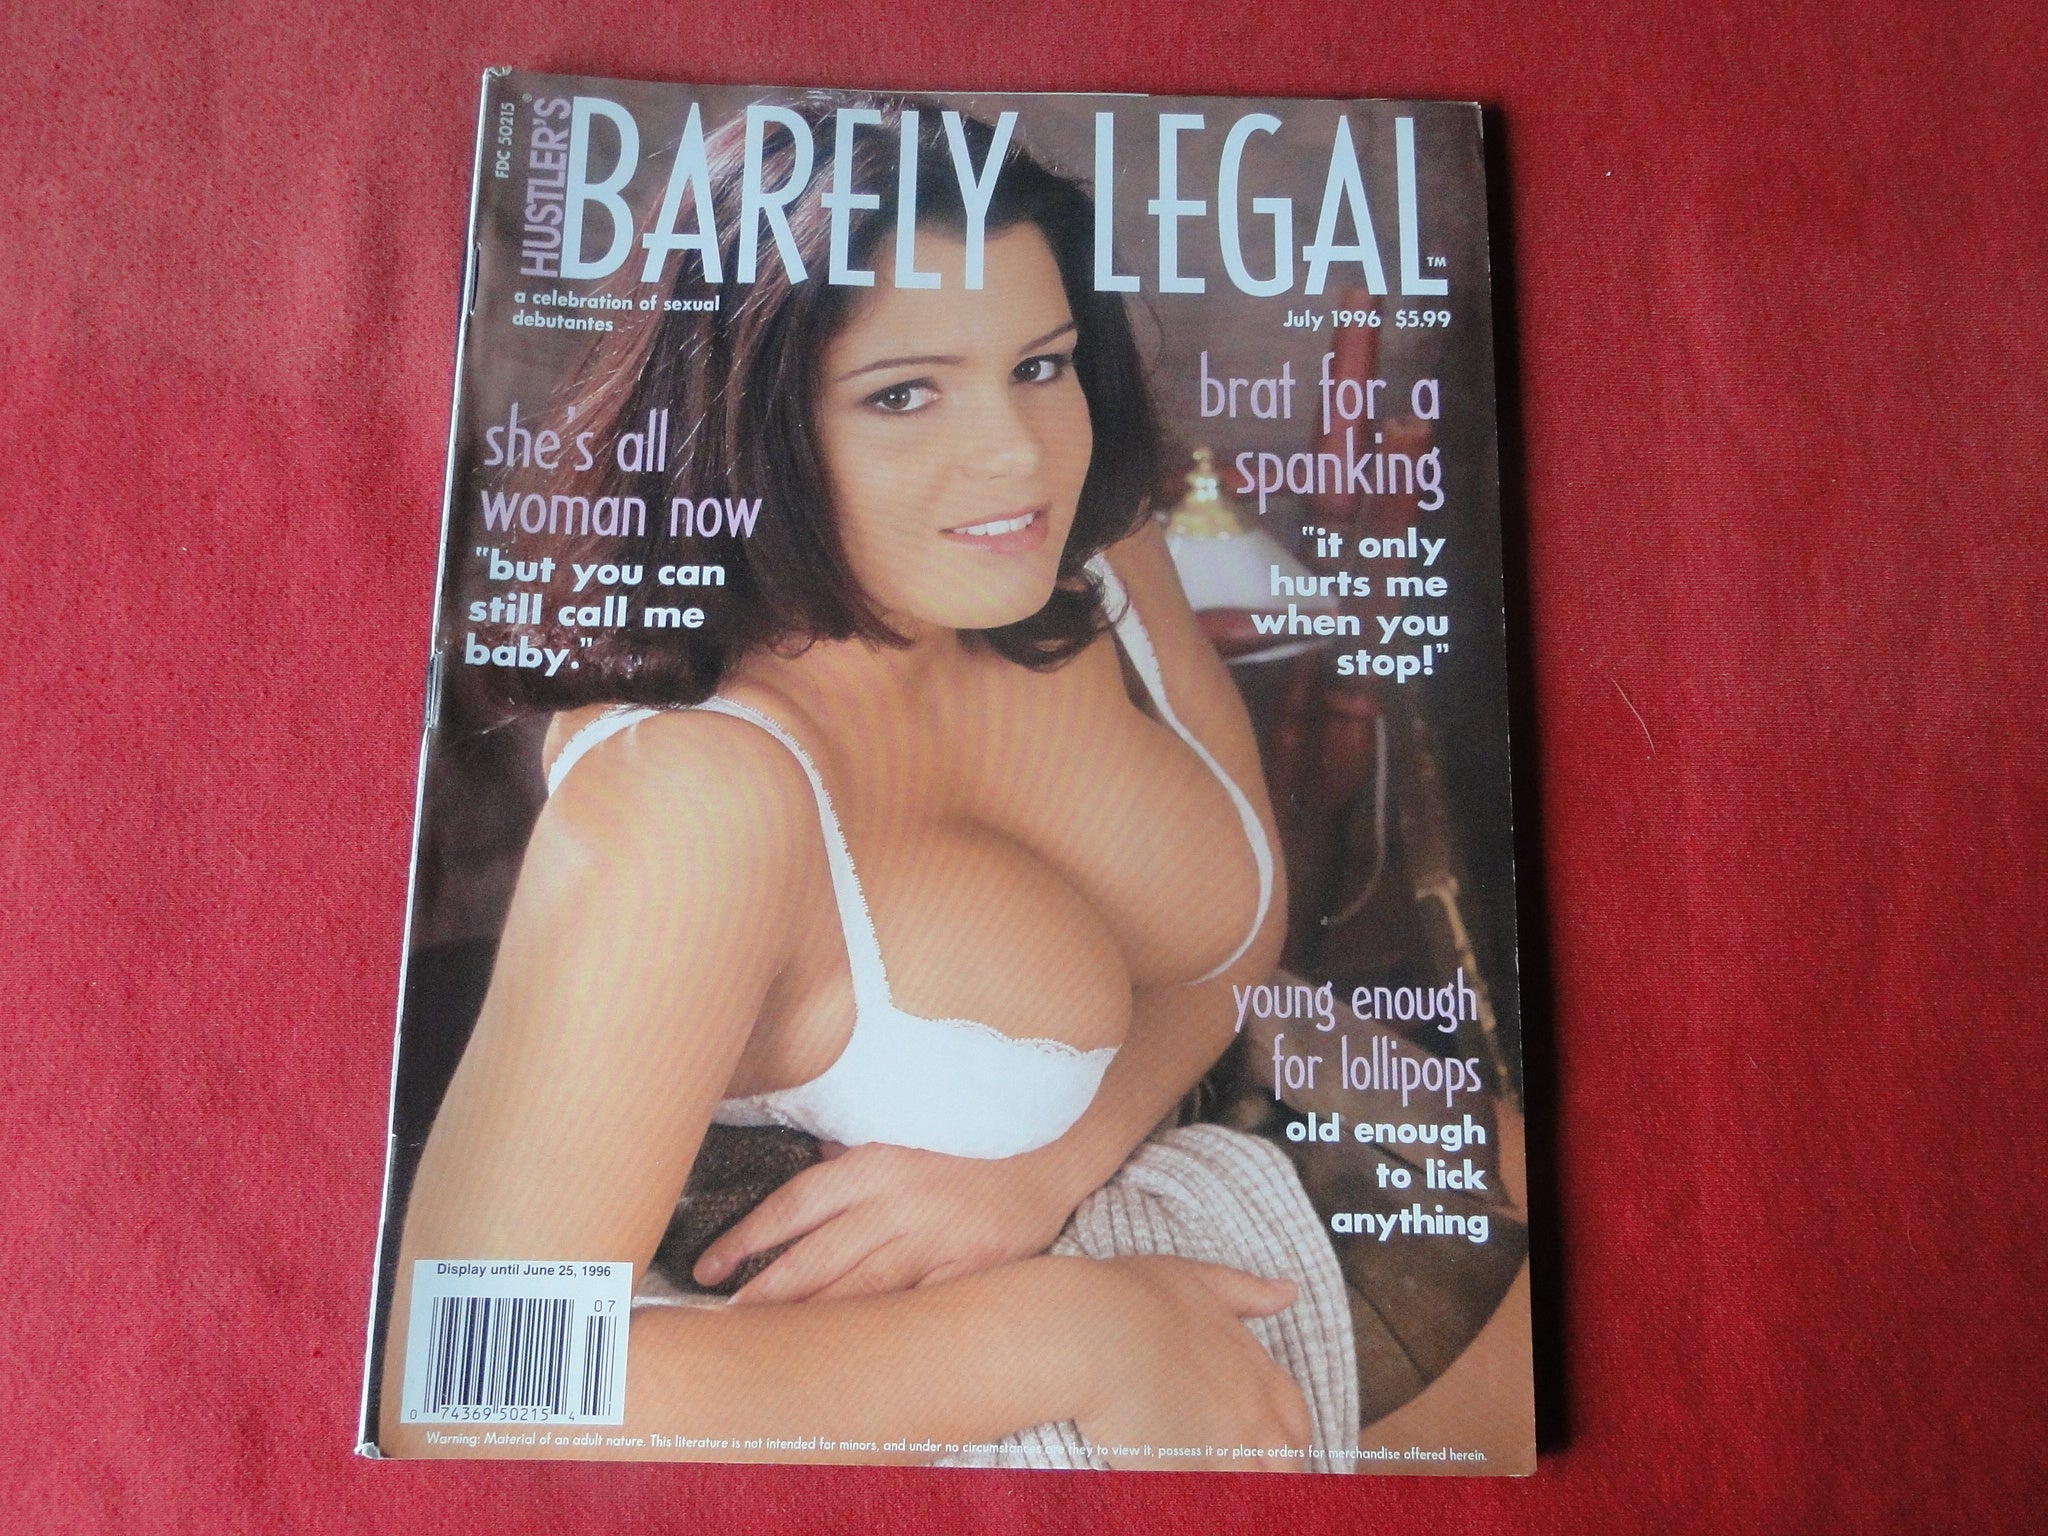 FDC 50215
HUSTLER'S®
BARELY LEGAL™
a celebration of sexual
debutantes
July 1996 $5.99
she's all
woman now
"but you can
still call me
baby."
brat for a
spanking
"it only
hurts me
when you
stop!"
young enough
for lollipops
old enough
to lick
anything
Display until June 25, 1996
07
0 74369 50215 4
Warning: Material of an adult nature. This literature is not intended for minors, and under no circumstances are they to view it, possess it or place orders for merchandise offered herein.